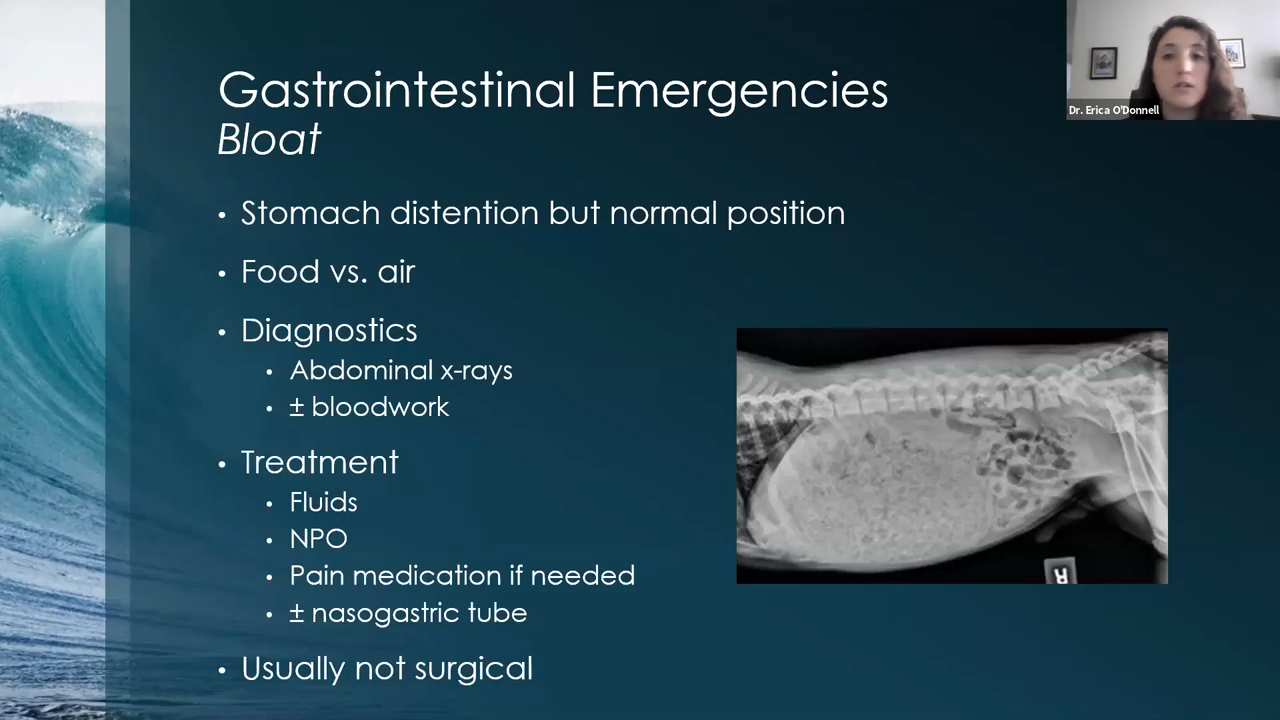 Gastrointestinal Emergencies
Bloat
Dr. Erica O'Donnell
• Stomach distention but normal position
• Food vs. air
• Diagnostics
• Abdominal x-rays
• ± bloodwork
• Treatment
• Fluids
• NPO
• Pain medication if needed
• ± nasogastric tube
• Usually not surgical
R